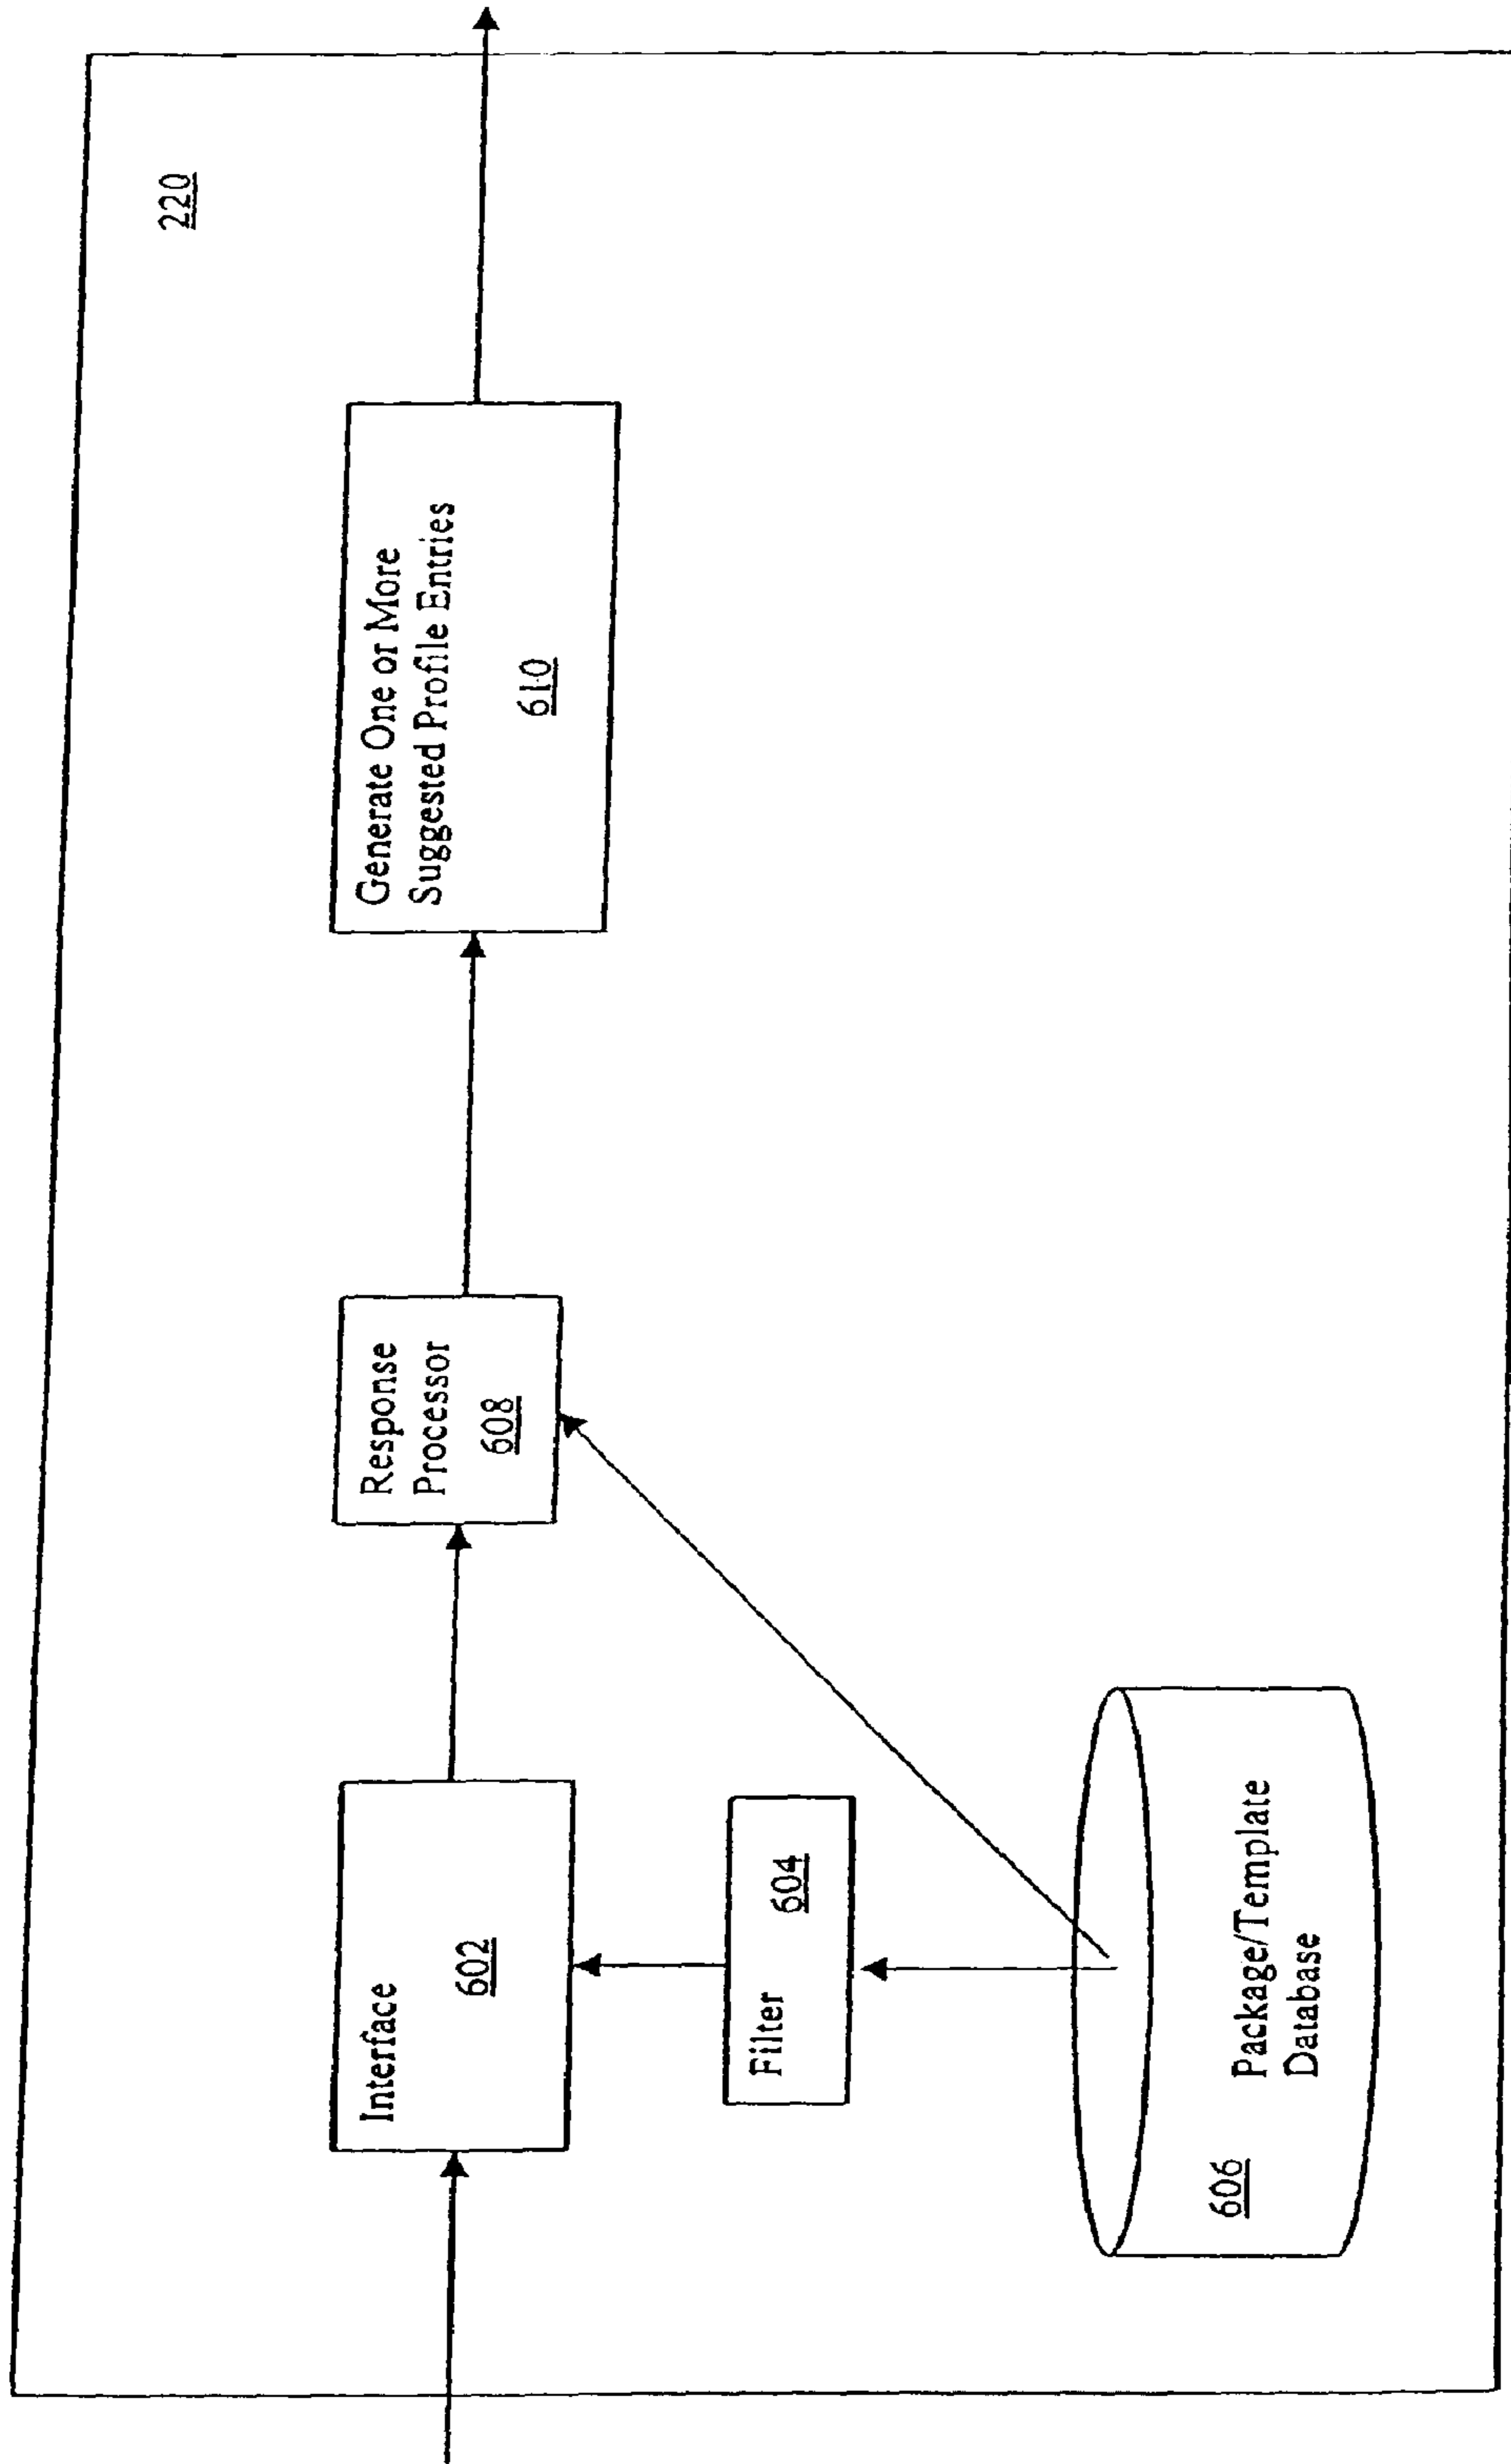 220
Interface
602
Response
Processor
608
Generate One or More
Suggested Profile Entries
610
Filter
604
606
Package/Template
Database